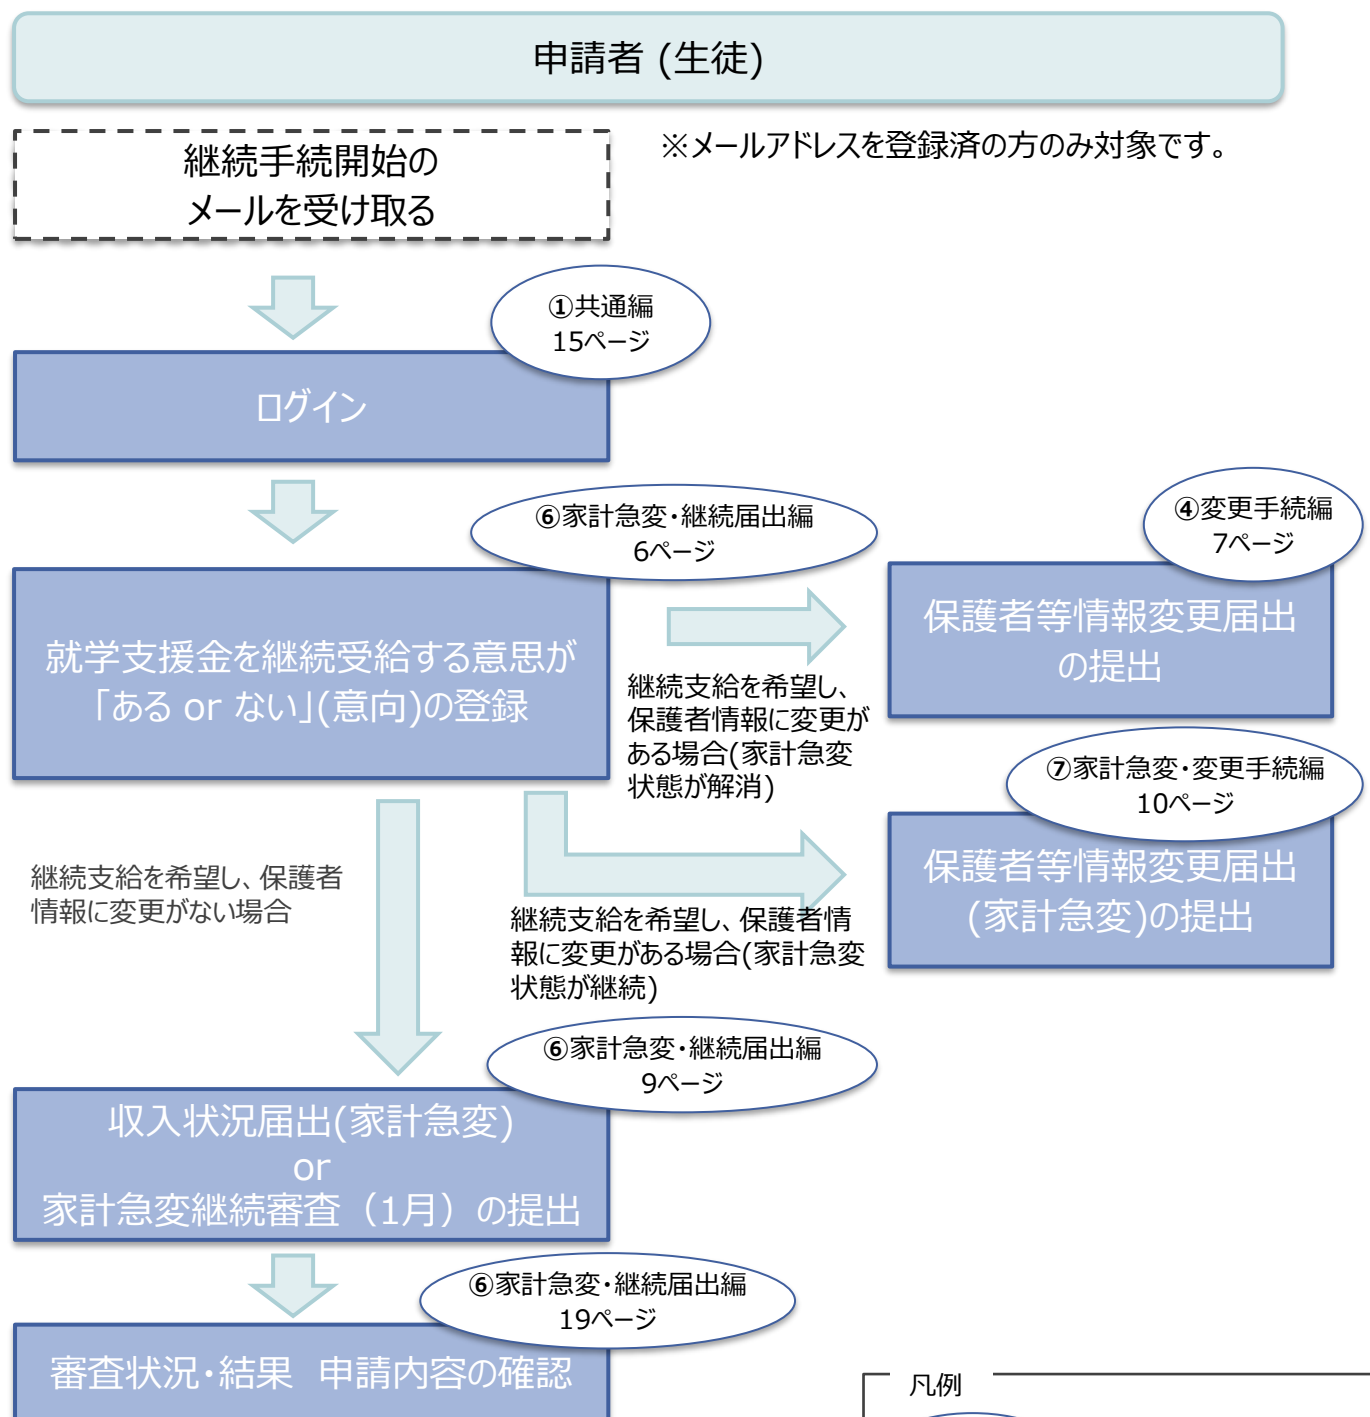 申請者 (生徒)
継続手続開始の
メールを受け取る
※メールアドレスを登録済の方のみ対象です。
①共通編
15ページ
ログイン
⑥家計急変・継続届出編
6ページ
就学支援金を継続受給する意思が
「ある or ない」(意向)の登録
④変更手続編
7ページ
保護者等情報変更届出
の提出
継続支給を希望し、
保護者情報に変更が
ある場合(家計急変
状態が解消)
⑦家計急変・変更手続編
10ページ
保護者等情報変更届出
(家計急変)の提出
継続支給を希望し、保護者
情報に変更がない場合
継続支給を希望し、保護者情
報に変更がある場合(家計急変
状態が継続)
⑥家計急変・継続届出編
9ページ
収入状況届出(家計急変)
or
家計急変継続審査（1月）の提出
⑥家計急変・継続届出編
19ページ
審査状況・結果　申請内容の確認
凡例